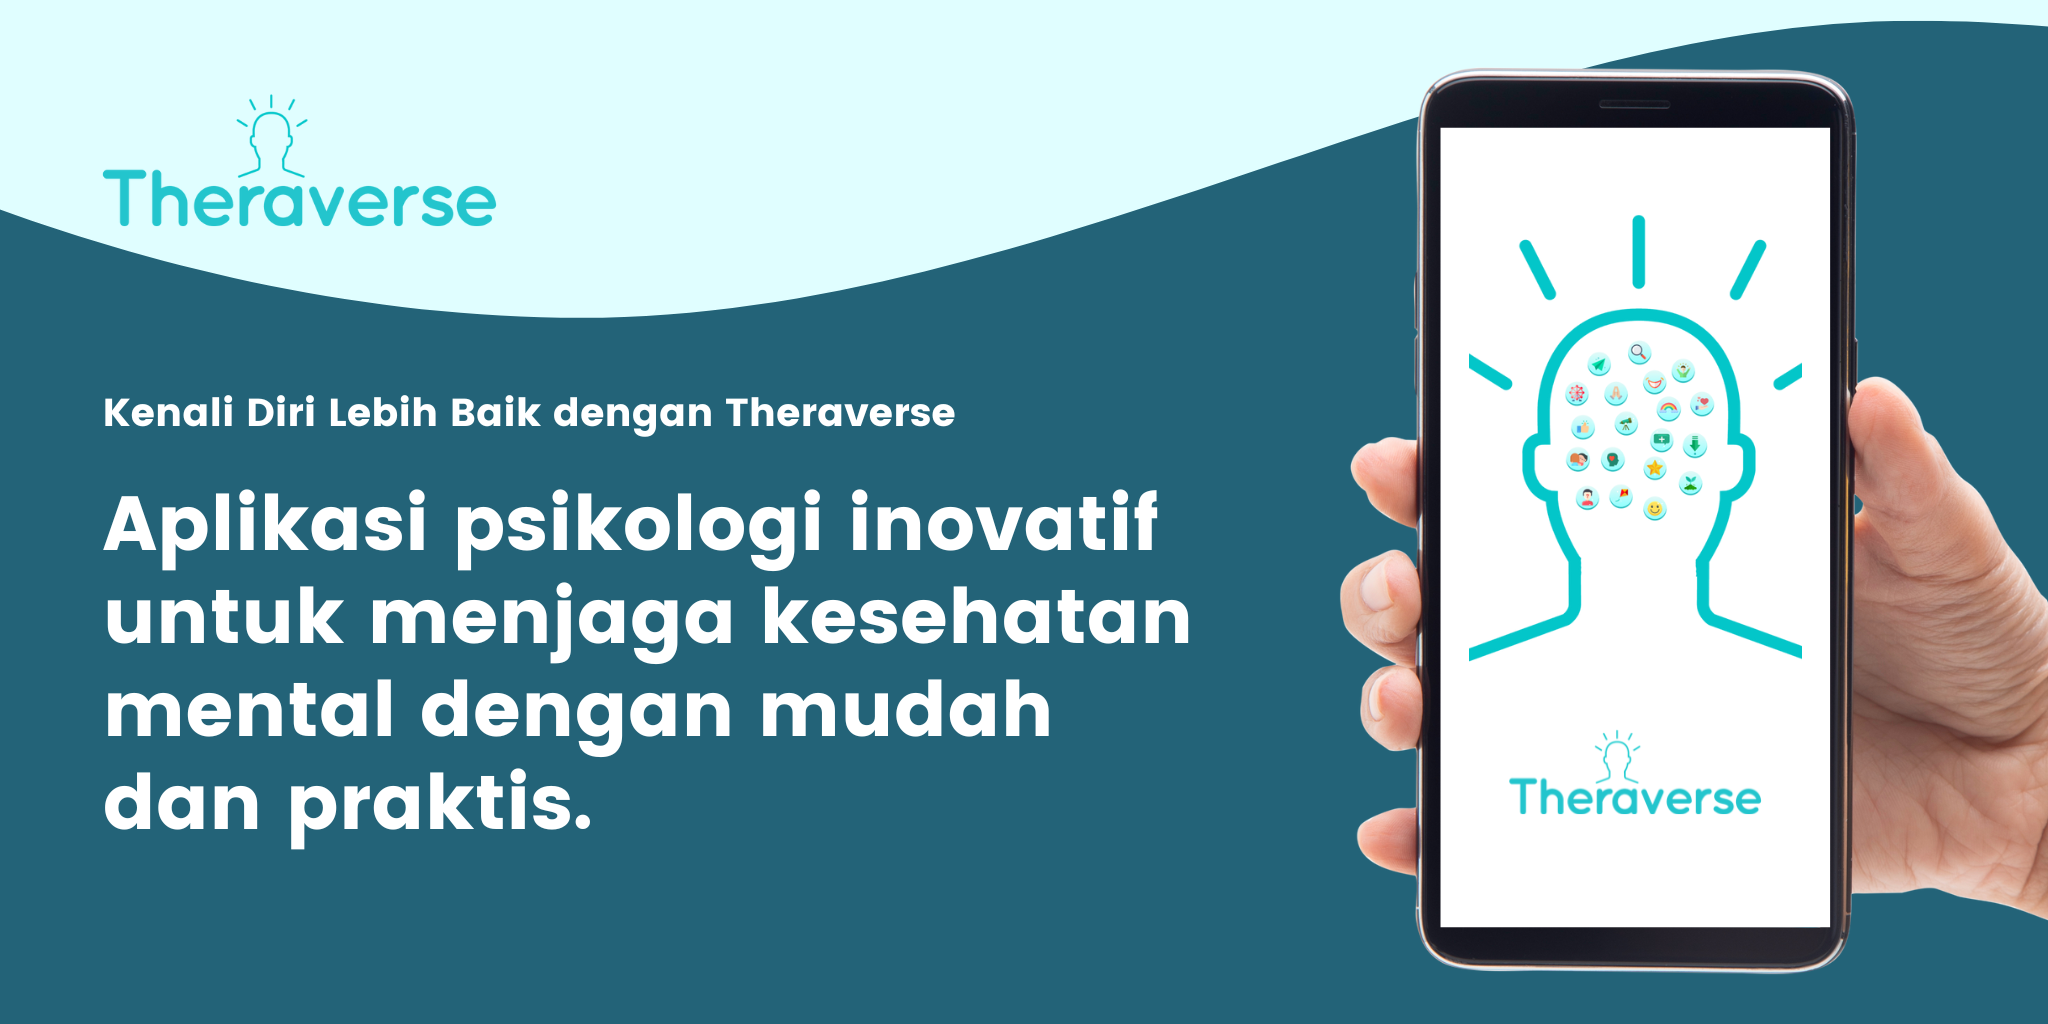 Theraverse
Kenali Diri Lebih Baik dengan Theraverse
Aplikasi psikologi inovatif
untuk menjaga kesehatan
mental dengan mudah
dan praktis.
Theraverse